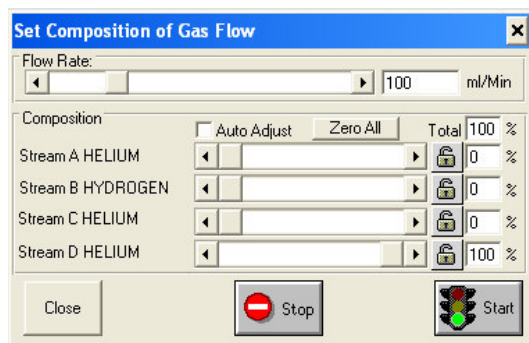 Set Composition of Gas Flow
Flow Rate:
100 ml/Min
Composition
Auto Adjust Zero All Total 100 %
Stream A HELIUM 0 %
Stream B HYDROGEN 0 %
Stream C HELIUM 0 %
Stream D HELIUM 100 %
Close Stop Start